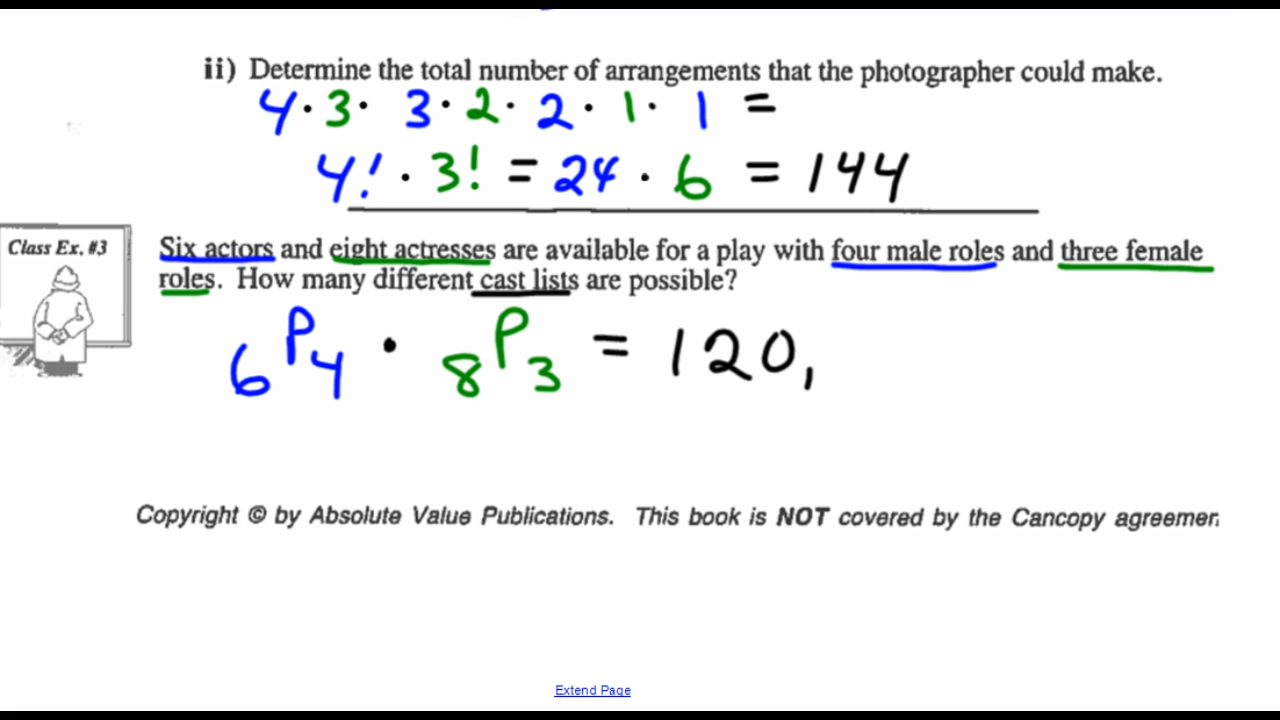 ii) Determine the total number of arrangements that the photographer could make.
4 · 3 · 3 · 2 · 2 · 1 · 1 =
4! · 3! = 24 · 6 = 144
Class Ex. #3
Six actors and eight actresses are available for a play with four male roles and three female
roles. How many different cast lists are possible?
6P4 · 8P3 = 120,
Copyright © by Absolute Value Publications. This book is NOT covered by the Cancopy agreemen
Extend Page